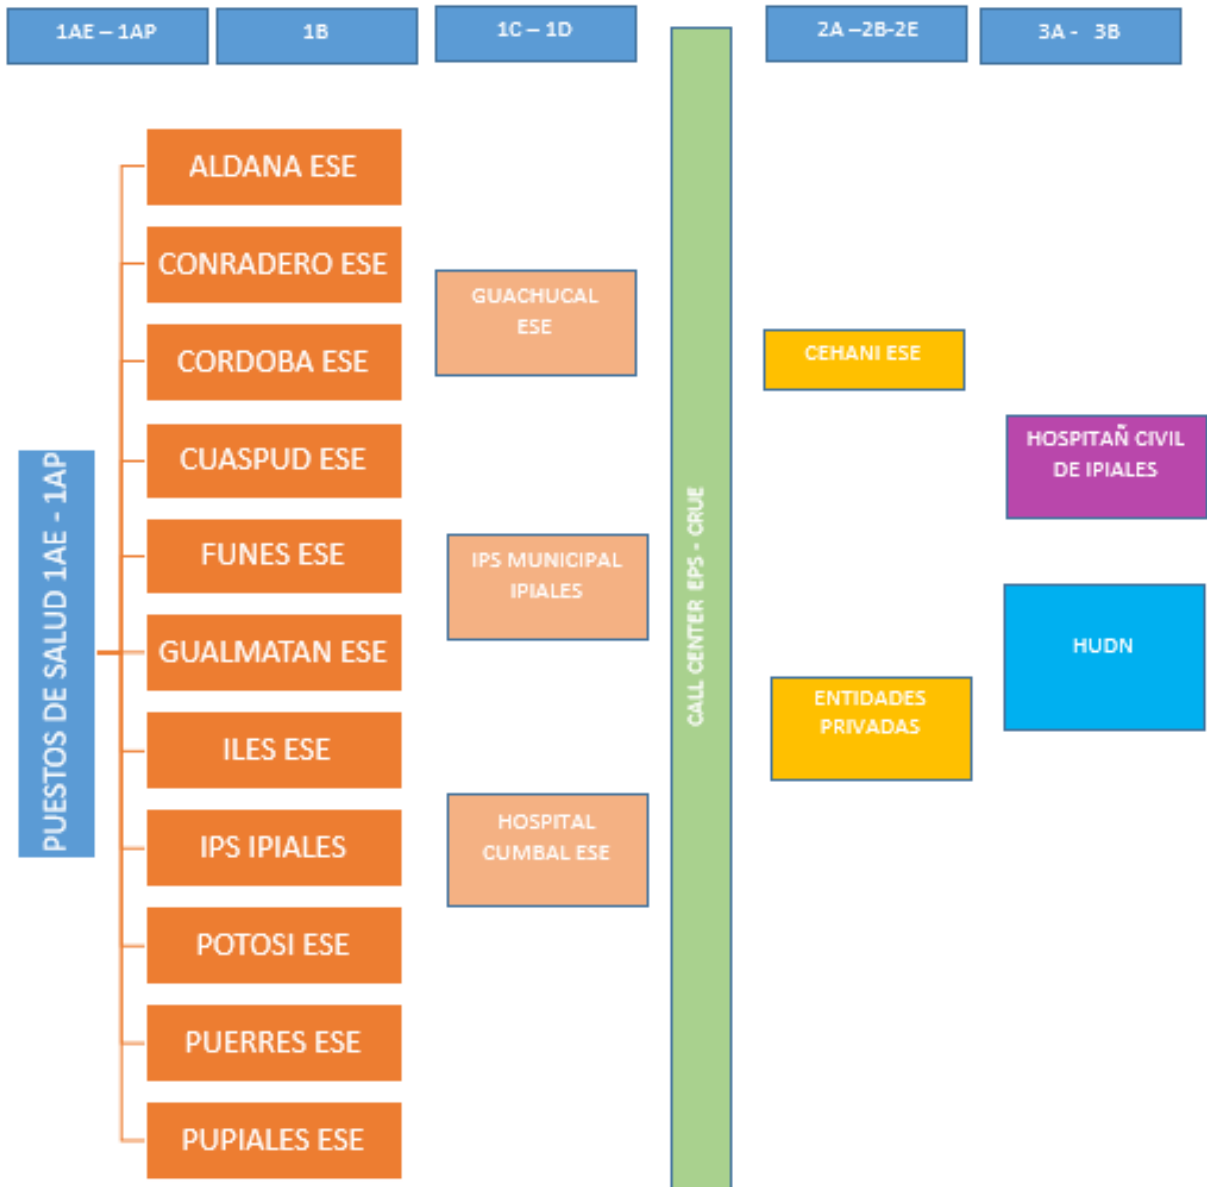 1AE – 1AP
1B
1C – 1D
2A –2B-2E
3A - 3B
PUESTOS DE SALUD 1AE - 1AP
ALDANA ESE
CONRADERO ESE
CORDOBA ESE
CUASPUD ESE
FUNES ESE
GUALMATAN ESE
ILES ESE
IPS IPIALES
POTOSI ESE
PUERRES ESE
PUPIALES ESE
GUACHUCAL
ESE
IPS MUNICIPAL
IPIALES
HOSPITAL
CUMBAL ESE
CALL CENTER EPS - CRUE
CEHANI ESE
ENTIDADES
PRIVADAS
HOSPITAÑ CIVIL
DE IPIALES
HUDN